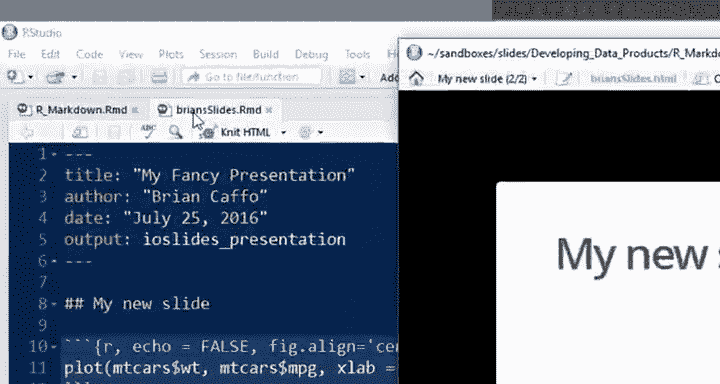 RStudio
File Edit Code View Plots Session Build Debug Tools
Go to file/function
R_Markdown.Rmd
briansSlides.Rmd
ABC
Knit HTML
1 ---
2 title: "My Fancy Presentation"
3 author: "Brian Caffo"
4 date: "July 25, 2016"
5 output: ioslides_presentation
6 ---
7
8 ## My new slide
9
10 ```{r, echo = FALSE, fig.align='cen
11 plot(mtcars$wt, mtcars$mpg, xlab =
~/sandboxes/slides/Developing_Data_Products/R_Markdo
My new slide (2/2)
briansSlides.html
My new s